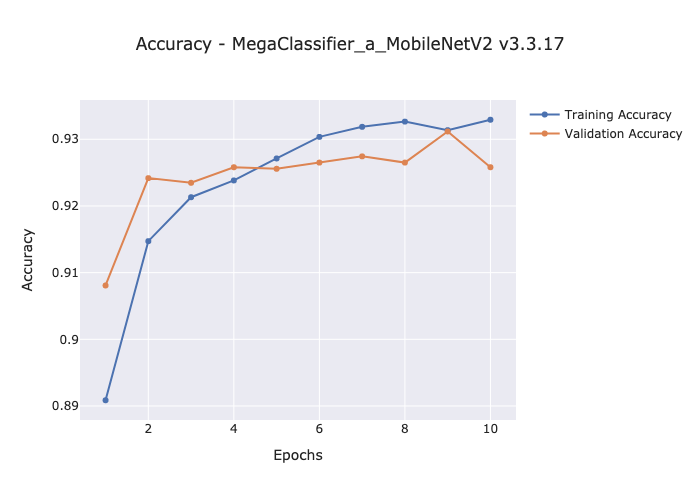 Accuracy - MegaClassifier_a_MobileNetV2 v3.3.17
Training Accuracy
Validation Accuracy
0.93
0.92
0.91
0.9
0.89
Accuracy
2 4 6 8 10
Epochs